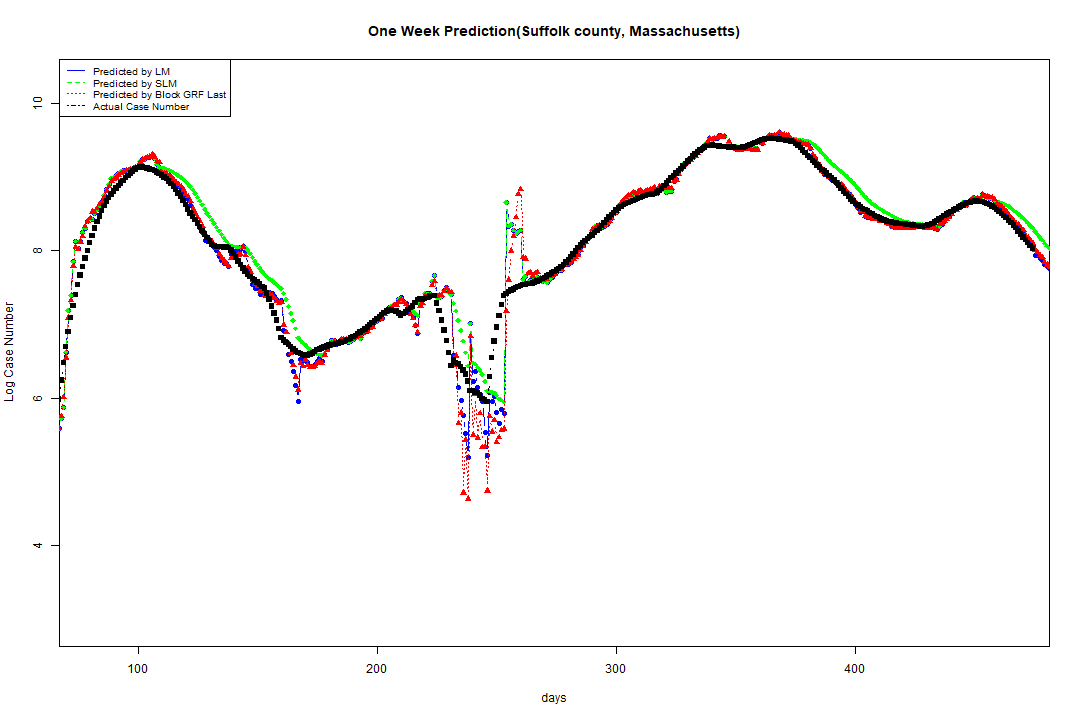 One Week Prediction(Suffolk county, Massachusetts)
Predicted by LM
Predicted by SLM
Predicted by Block GRF Last
Actual Case Number
10
8
6
4
Log Case Number
100 200 300 400
days